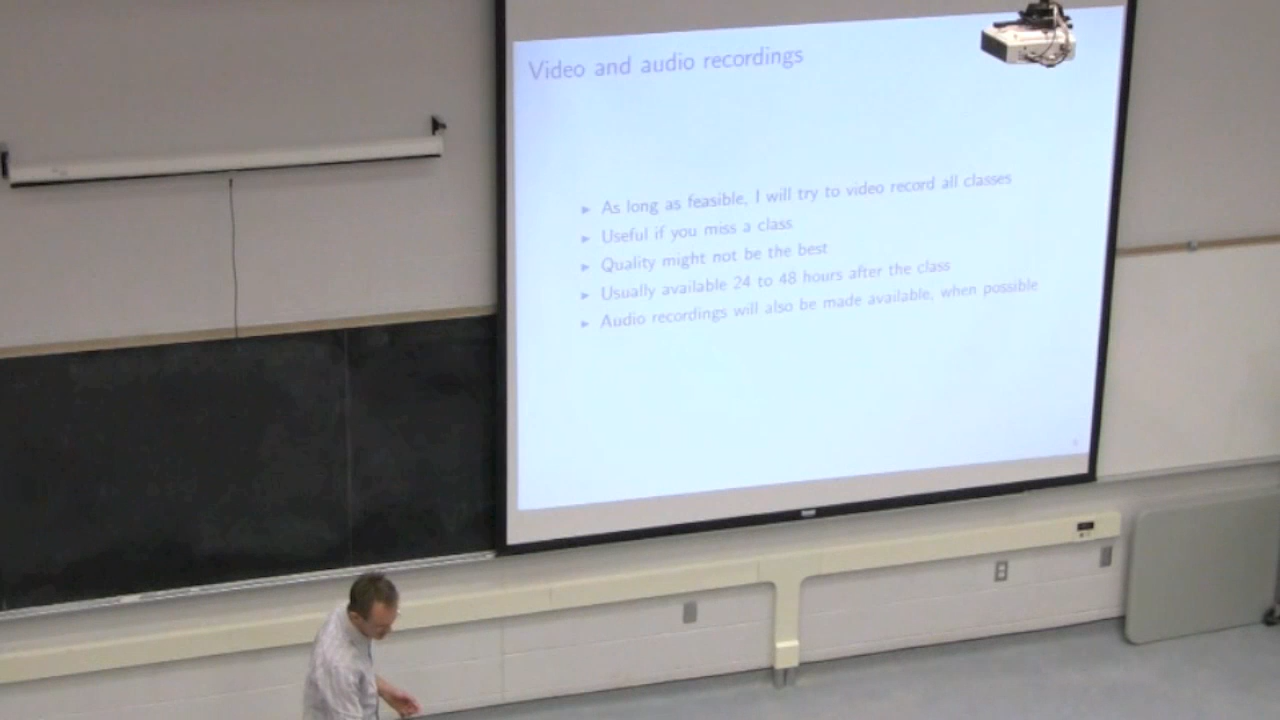 Video and audio recordings
► As long as feasible, I will try to video record all classes
► Useful if you miss a class
► Quality might not be the best
► Usually available 24 to 48 hours after the class
► Audio recordings will also be made available, when possible